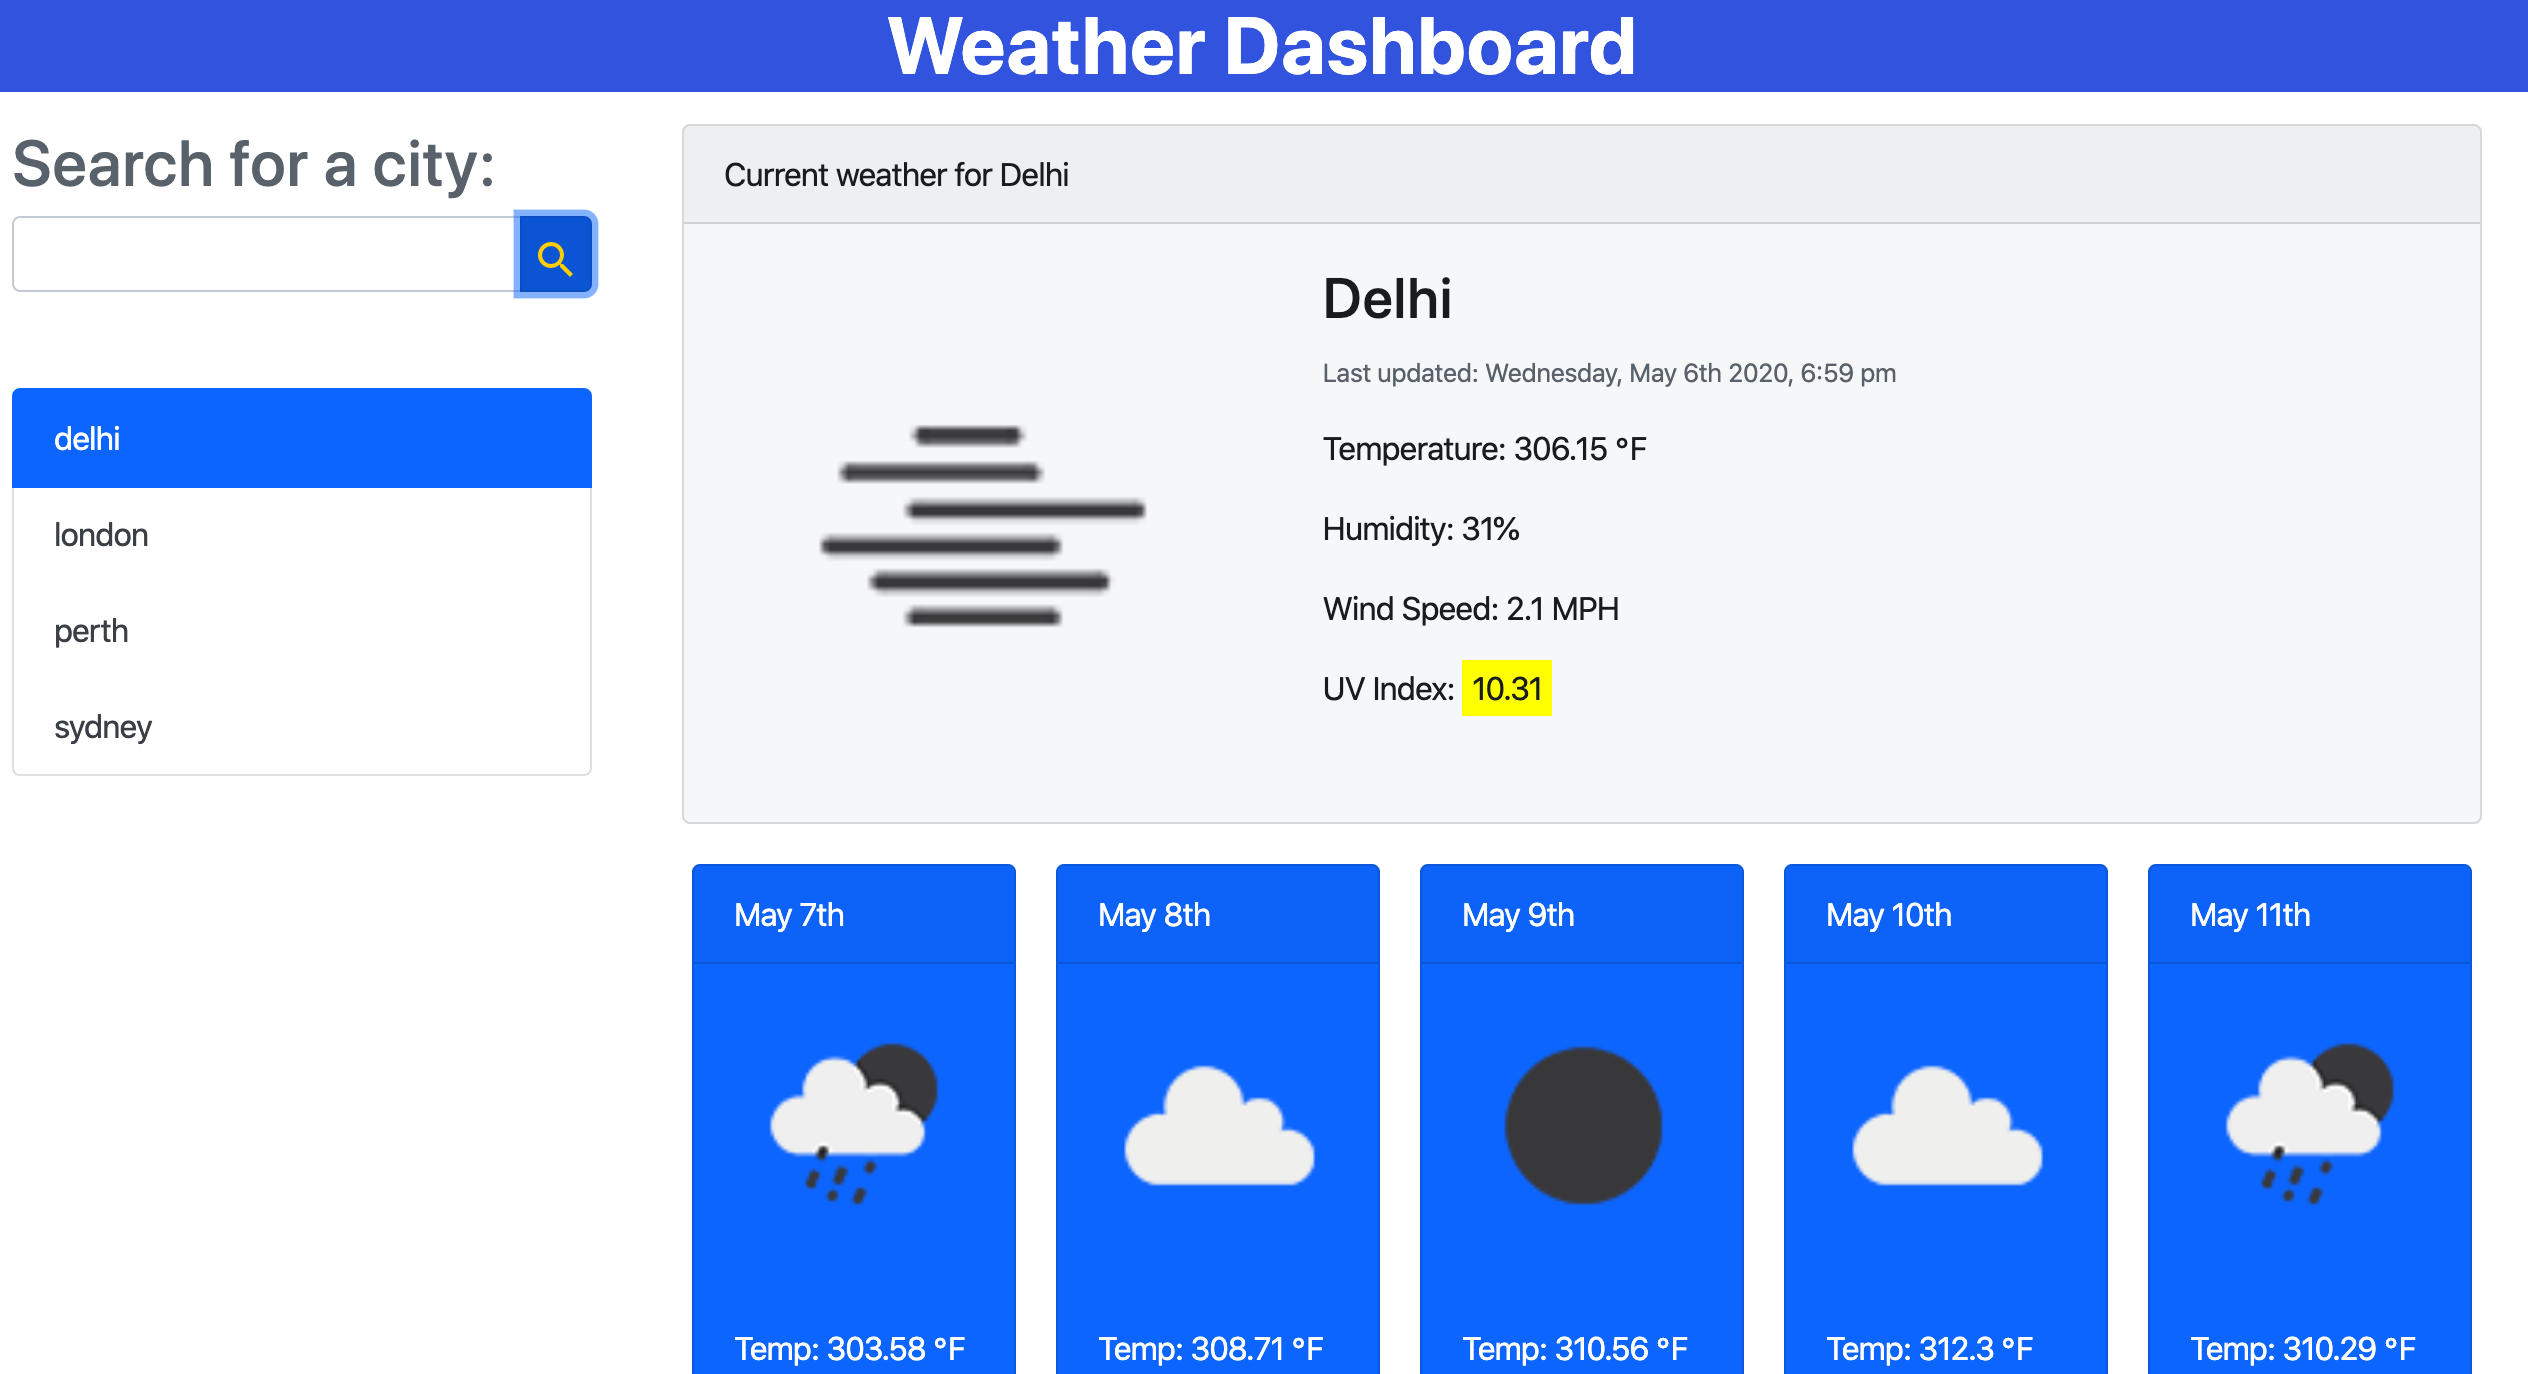 Weather Dashboard
Search for a city:
delhi
london
perth
sydney
Current weather for Delhi
Delhi
Last updated: Wednesday, May 6th 2020, 6:59 pm
Temperature: 306.15 °F
Humidity: 31%
Wind Speed: 2.1 MPH
UV Index: 10.31
May 7th
Temp: 303.58 °F
May 8th
Temp: 308.71 °F
May 9th
Temp: 310.56 °F
May 10th
Temp: 312.3 °F
May 11th
Temp: 310.29 °F